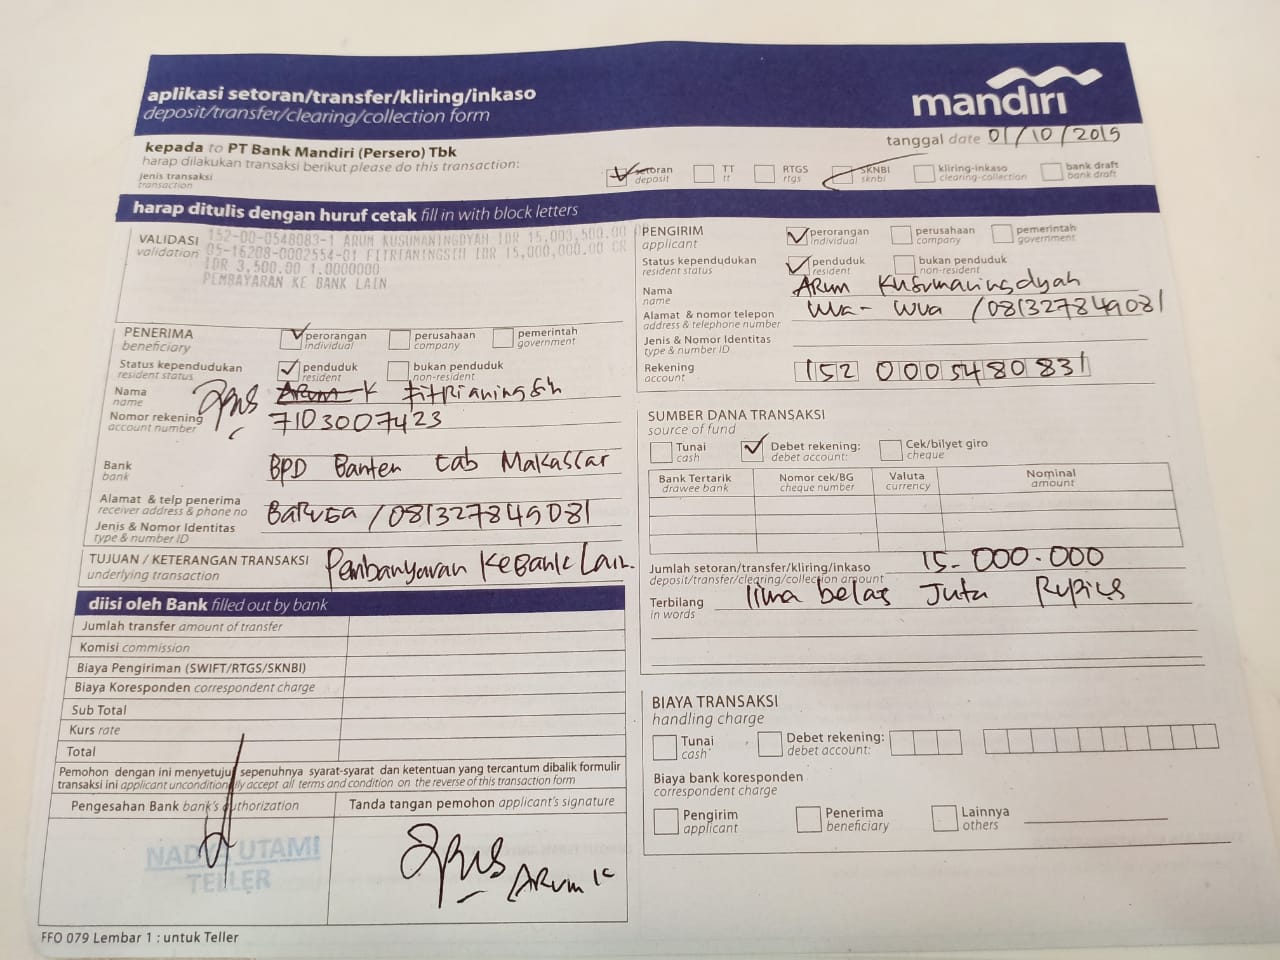 aplikasi setoran/transfer/kliring/inkaso
deposit/transfer/clearing/collection form
mandiri
tanggal date 01/10/2019
kepada to PT Bank Mandiri (Persero) Tbk
harap dilakukan transaksi berikut please do this transaction:
jenis transaksi
transaction
setoran
deposit
TT
tt
RTGS
rtgs
SKNBI
sknbi
kliring-inkaso
clearing-collection
bank draft
bank draft
harap ditulis dengan huruf cetak fill in with block letters
VALIDASI
validation
152-00-0548083-1 ARUM KUSUMANINGDYAH IDR 15,003,500.00
05-16208-0002554-01 FITRIANINGSIH IDR 15,000,000.00 CR
IDR 3,500.00 1.0000000
PEMBAYARAN KE BANK LAIN
PENERIMA
beneficiary
perorangan
individual
perusahaan
company
pemerintah
government
Status kependudukan
resident status
penduduk
resident
bukan penduduk
non-resident
Nama
name
Arum K Fitrianingsih
Nomor rekening
account number
7103007423
Bank
bank
BPD Banten cab Makassar
Alamat & telp penerima
receiver address & phone no
Baruga /081327849081
Jenis & Nomor Identitas
type & number ID
TUJUAN / KETERANGAN TRANSAKSI
underlying transaction
Pembanyaran Ke Bank Lain.
diisi oleh Bank filled out by bank
Jumlah transfer amount of transfer
Komisi commission
Biaya Pengiriman (SWIFT/RTGS/SKNBI)
Biaya Koresponden correspondent charge
Sub Total
Kurs rate
Total
Pemohon dengan ini menyetujui sepenuhnya syarat-syarat dan ketentuan yang tercantum dibalik formulir
transaksi ini applicant unconditionally accept all terms and condition on the reverse of this transaction form
Pengesahan Bank bank's authorization
Tanda tangan pemohon applicant's signature
NADYA UTAMI
TELLER
Arum K
FFO 079 Lembar 1 : untuk Teller
PENGIRIM
applicant
perorangan
individual
perusahaan
company
pemerintah
government
Status kependudukan
resident status
penduduk
resident
bukan penduduk
non-resident
Nama
name
Arum Kusumaningdyah
Alamat & nomor telepon
address & telephone number
Wua-Wua /081327849081
Jenis & Nomor Identitas
type & number ID
Rekening
account
152 0005480831
SUMBER DANA TRANSAKSI
source of fund
Tunai
cash
Debet rekening:
debet account:
Cek/bilyet giro
cheque
Bank Tertarik
drawee bank
Nomor cek/BG
cheque number
Valuta
currency
Nominal
amount
Jumlah setoran/transfer/kliring/inkaso
deposit/transfer/clearing/collection amount
15-000.000
Terbilang
in words
lima belas Juta Rupias
BIAYA TRANSAKSI
handling charge
Tunai
cash
Debet rekening:
debet account:
Biaya bank koresponden
correspondent charge
Pengirim
applicant
Penerima
beneficiary
Lainnya
others